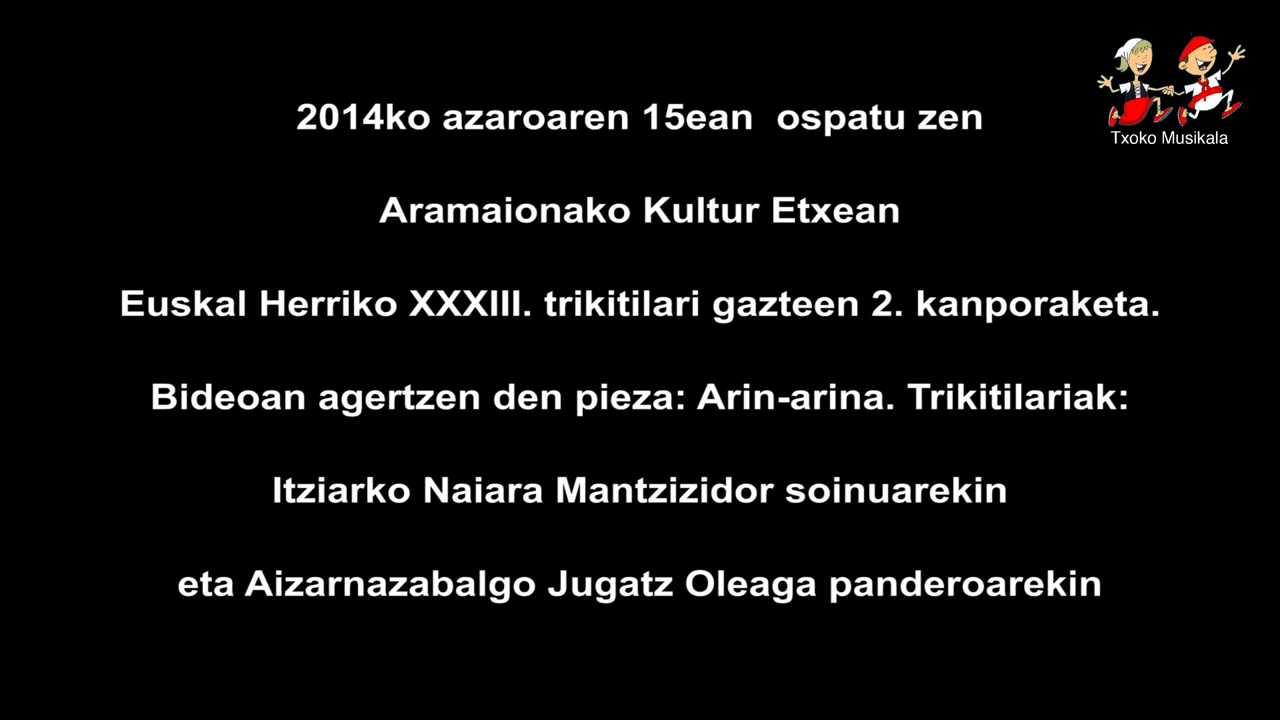 Txoko Musikala
2014ko azaroaren 15ean  ospatu zen
Aramaionako Kultur Etxean
Euskal Herriko XXXIII. trikitilari gazteen 2. kanporaketa.
Bideoan agertzen den pieza: Arin-arina. Trikitilariak:
Itziarko Naiara Mantzizidor soinuarekin
eta Aizarnazabalgo Jugatz Oleaga panderoarekin